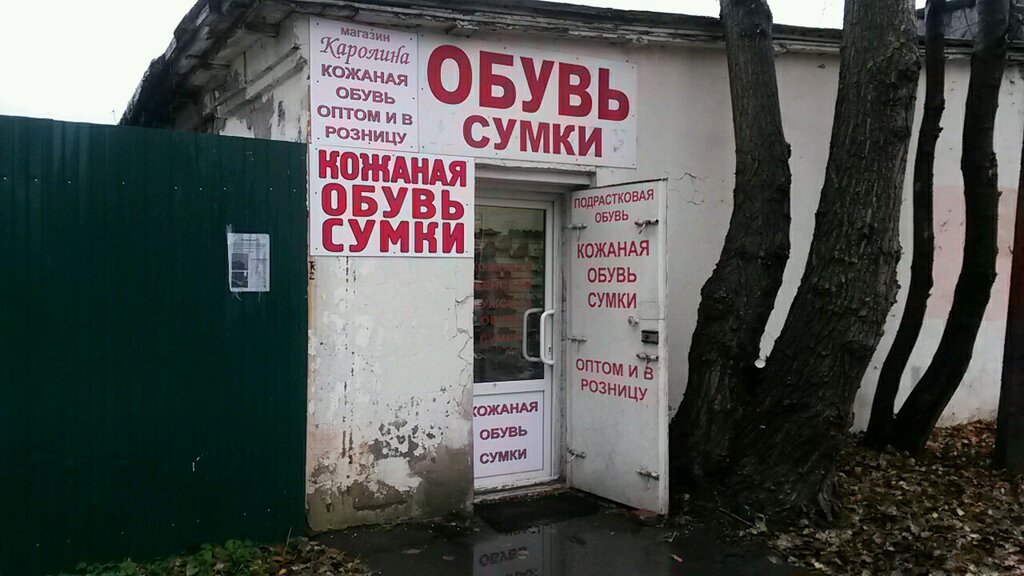 магазин
Каролина
КОЖАНАЯ
ОБУВЬ
ОПТОМ И В
РОЗНИЦУ
ОБУВЬ
СУМКИ
КОЖАНАЯ
ОБУВЬ
СУМКИ
ПОДРАСТКОВАЯ
ОБУВЬ
КОЖАНАЯ
ОБУВЬ
СУМКИ
ОПТОМ И В
РОЗНИЦУ
КОЖАНАЯ
ОБУВЬ
СУМКИ